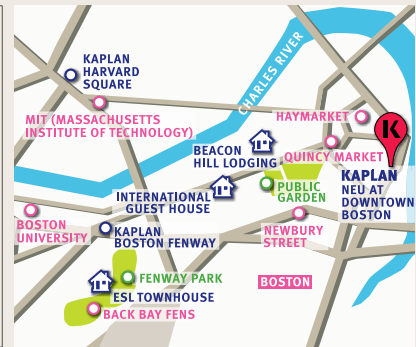 KAPLAN
HARVARD
SQUARE
CHARLES RIVER
MIT (MASSACHUSETTS
INSTITUTE OF TECHNOLOGY)
HAYMARKET
K
BEACON
HILL LODGING
QUINCY MARKET
KAPLAN
NEU AT
DOWNTOWN
BOSTON
INTERNATIONAL
GUEST HOUSE
PUBLIC
GARDEN
BOSTON
UNIVERSITY
KAPLAN
BOSTON FENWAY
NEWBURY
STREET
FENWAY PARK
BOSTON
ESL TOWNHOUSE
BACK BAY FENS